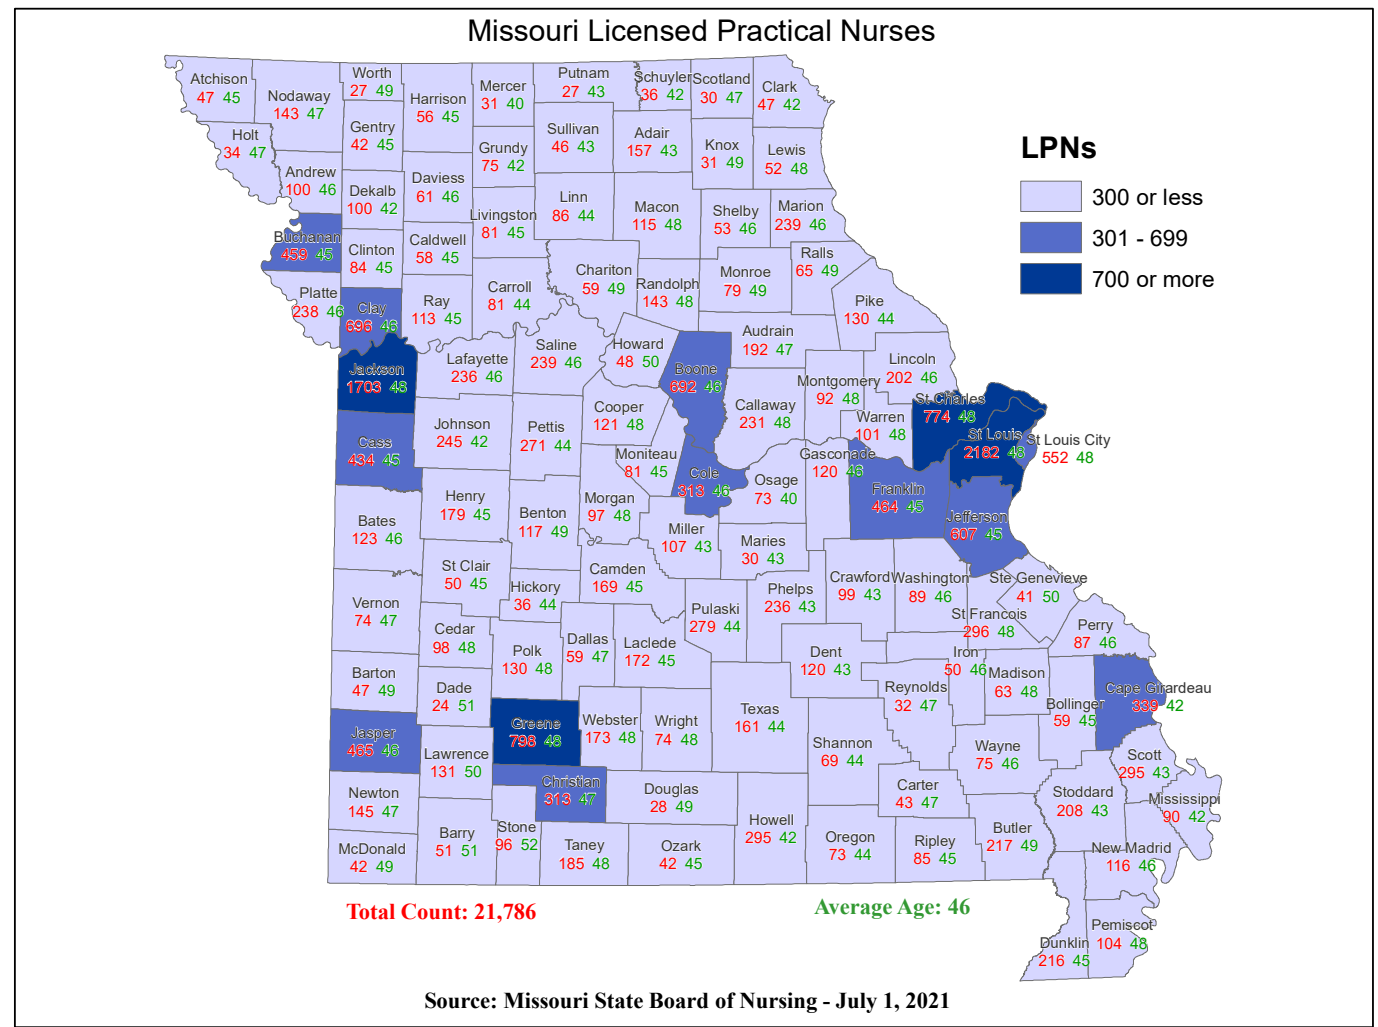 Missouri Licensed Practical Nurses
Atchison
47 45
Nodaway
143 47
Worth
27 49
Harrison
56 45
Mercer
31 40
Putnam
27 43
Schuyler
36 42
Scotland
30 47
Clark
47 42
Holt
34 47
Gentry
42 45
Sullivan
46 43
Adair
157 43
Knox
31 49
Lewis
52 48
Grundy
75 42
Andrew
100 46
Dekalb
100 42
Daviess
61 46
Livingston
81 45
Linn
86 44
Macon
115 48
Shelby
53 46
Marion
239 46
Buchanan
459 45
Clinton
84 45
Caldwell
58 45
Chariton
59 49
Randolph
143 48
Monroe
79 49
Ralls
65 49
Platte
238 46
Clay
696 46
Ray
113 45
Carroll
81 44
Pike
130 44
Audrain
192 47
Jackson
1703 48
Lafayette
236 46
Saline
239 46
Howard
48 50
Boone
692 46
Callaway
231 48
Montgomery
92 48
Lincoln
202 46
Warren
101 48
St Charles
774 48
St Louis
2182 48
St Louis City
552 48
Cass
434 45
Johnson
245 42
Pettis
271 44
Cooper
121 48
Moniteau
81 45
Cole
313 46
Osage
73 40
Gasconade
120 48
Franklin
464 45
Jefferson
607 45
Bates
123 46
Henry
179 45
Benton
117 49
Morgan
97 48
Miller
107 43
Maries
30 43
St Clair
50 45
Hickory
36 44
Camden
169 45
Pulaski
279 44
Phelps
236 43
Crawford
99 43
Washington
89 46
Ste Genevieve
41 50
St Francois
296 48
Perry
87 46
Vernon
74 47
Cedar
98 48
Polk
130 48
Dallas
59 47
Laclede
172 45
Dent
120 43
Iron
50 46
Madison
63 48
Reynolds
32 47
Bollinger
59 45
Cape Girardeau
339 42
Barton
47 49
Dade
24 51
Greene
798 48
Webster
173 48
Wright
74 48
Texas
161 44
Shannon
69 44
Wayne
75 46
Scott
295 43
Jasper
465 46
Lawrence
131 50
Christian
313 47
Douglas
28 49
Carter
43 47
Stoddard
208 43
Mississippi
90 42
Newton
145 47
Barry
51 51
Stone
96 52
Taney
185 48
Ozark
42 45
Howell
295 42
Oregon
73 44
Ripley
85 45
Butler
217 49
New Madrid
116 46
McDonald
42 49
Dunklin
216 45
Pemiscot
104 48
LPNs
300 or less
301 - 699
700 or more
Total Count: 21,786
Average Age: 46
Source: Missouri State Board of Nursing - July 1, 2021